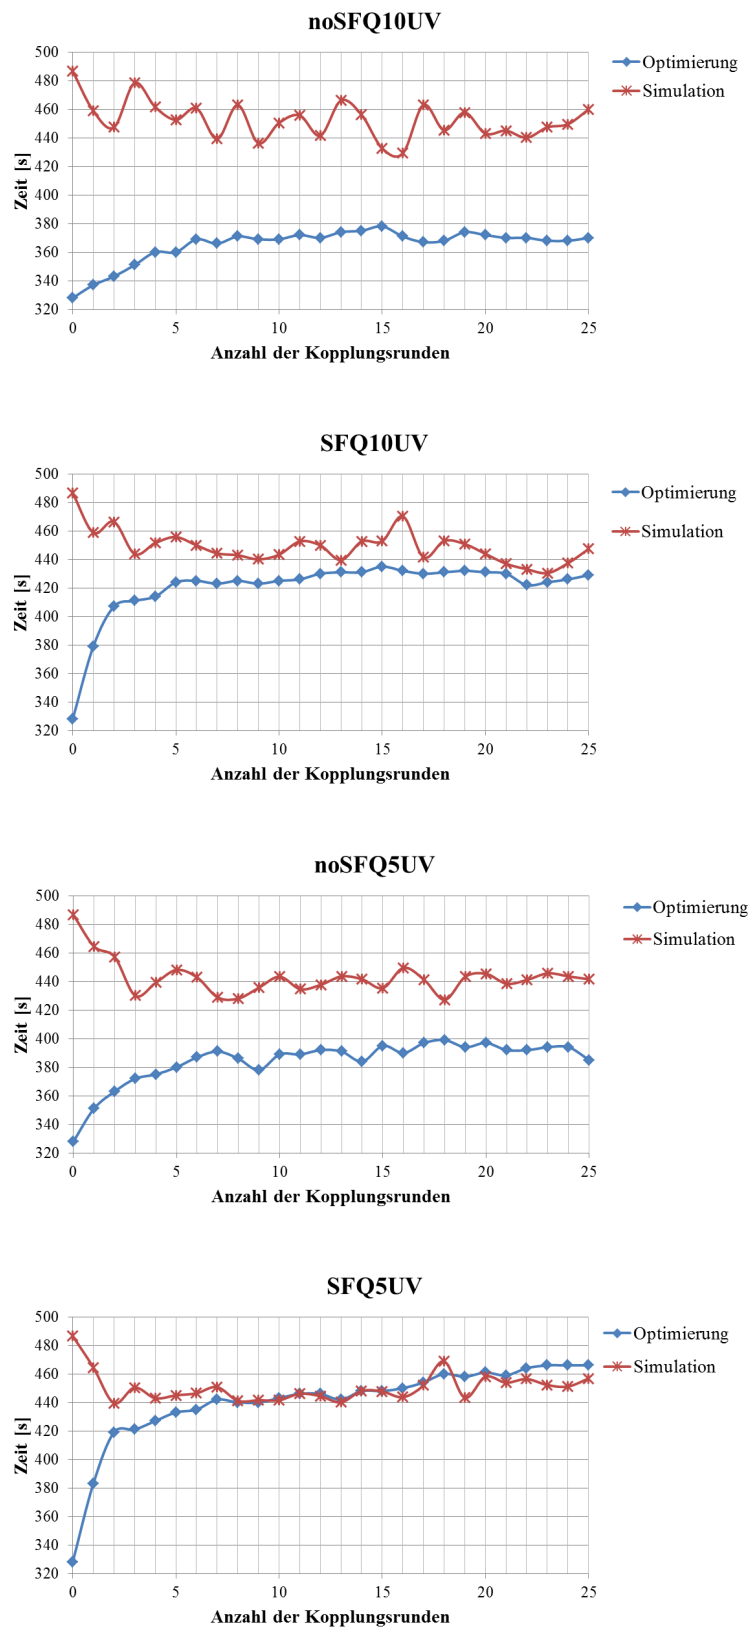 noSFQ10UV
500
480
460
440
420
400
380
360
340
320
Zeit [s]
0 5 10 15 20 25
Anzahl der Kopplungsrunden
Optimierung
Simulation
SFQ10UV
500
480
460
440
420
400
380
360
340
320
Zeit [s]
0 5 10 15 20 25
Anzahl der Kopplungsrunden
Optimierung
Simulation
noSFQ5UV
500
480
460
440
420
400
380
360
340
320
Zeit [s]
0 5 10 15 20 25
Anzahl der Kopplungsrunden
Optimierung
Simulation
SFQ5UV
500
480
460
440
420
400
380
360
340
320
Zeit [s]
0 5 10 15 20 25
Anzahl der Kopplungsrunden
Optimierung
Simulation